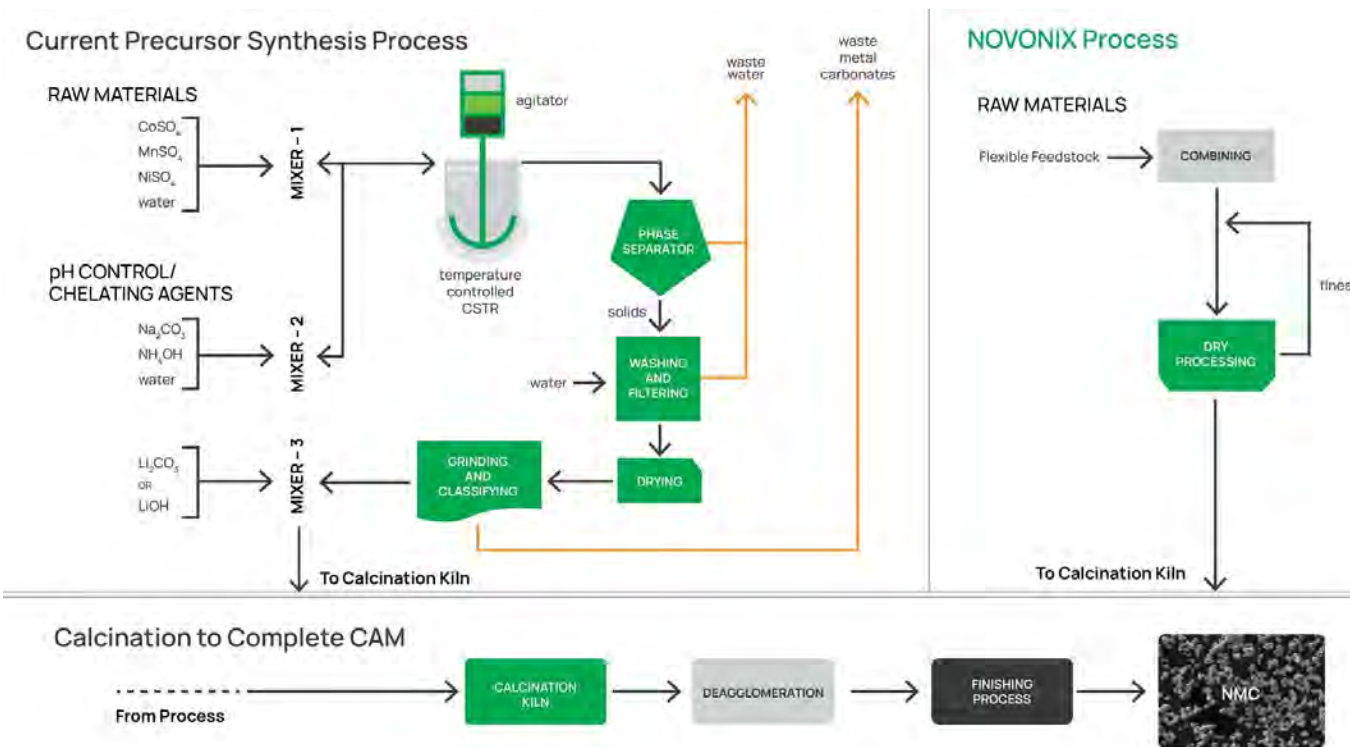 Current Precursor Synthesis Process
RAW MATERIALS
CoSO₄
MnSO₄
NiSO₄
water
MIXER - 1
agitator
temperature
controlled
CSTR
pH CONTROL/
CHELATING AGENTS
Na₂CO₃
NH₄OH
water
MIXER - 2
Li₂CO₃
OR
LiOH
MIXER - 3
To Calcination Kiln
waste
water
waste
metal
carbonates
PHASE
SEPARATOR
solids
water
WASHING
AND
FILTERING
DRYING
GRINDING
AND
CLASSIFYING
NOVONIX Process
RAW MATERIALS
Flexible Feedstock
COMBINING
fines
DRY
PROCESSING
To Calcination Kiln
Calcination to Complete CAM
From Process
CALCINATION
KILN
DEAGGLOMERATION
FINISHING
PROCESS
NMC